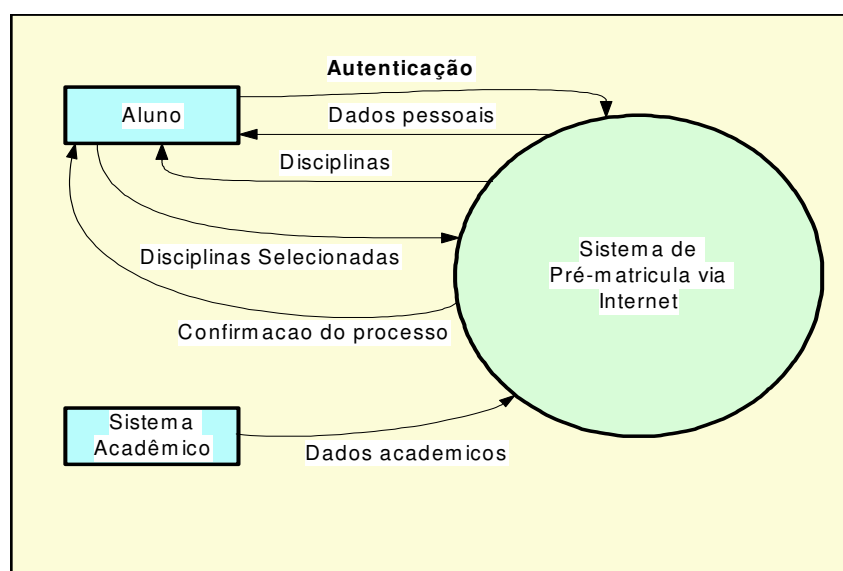 Autenticação
Aluno
Dados pessoais
Disciplinas
Disciplinas Selecionadas
Sistema de
Pré-matricula via
Internet
Confirmacao do processo
Sistema
Acadêmico
Dados academicos